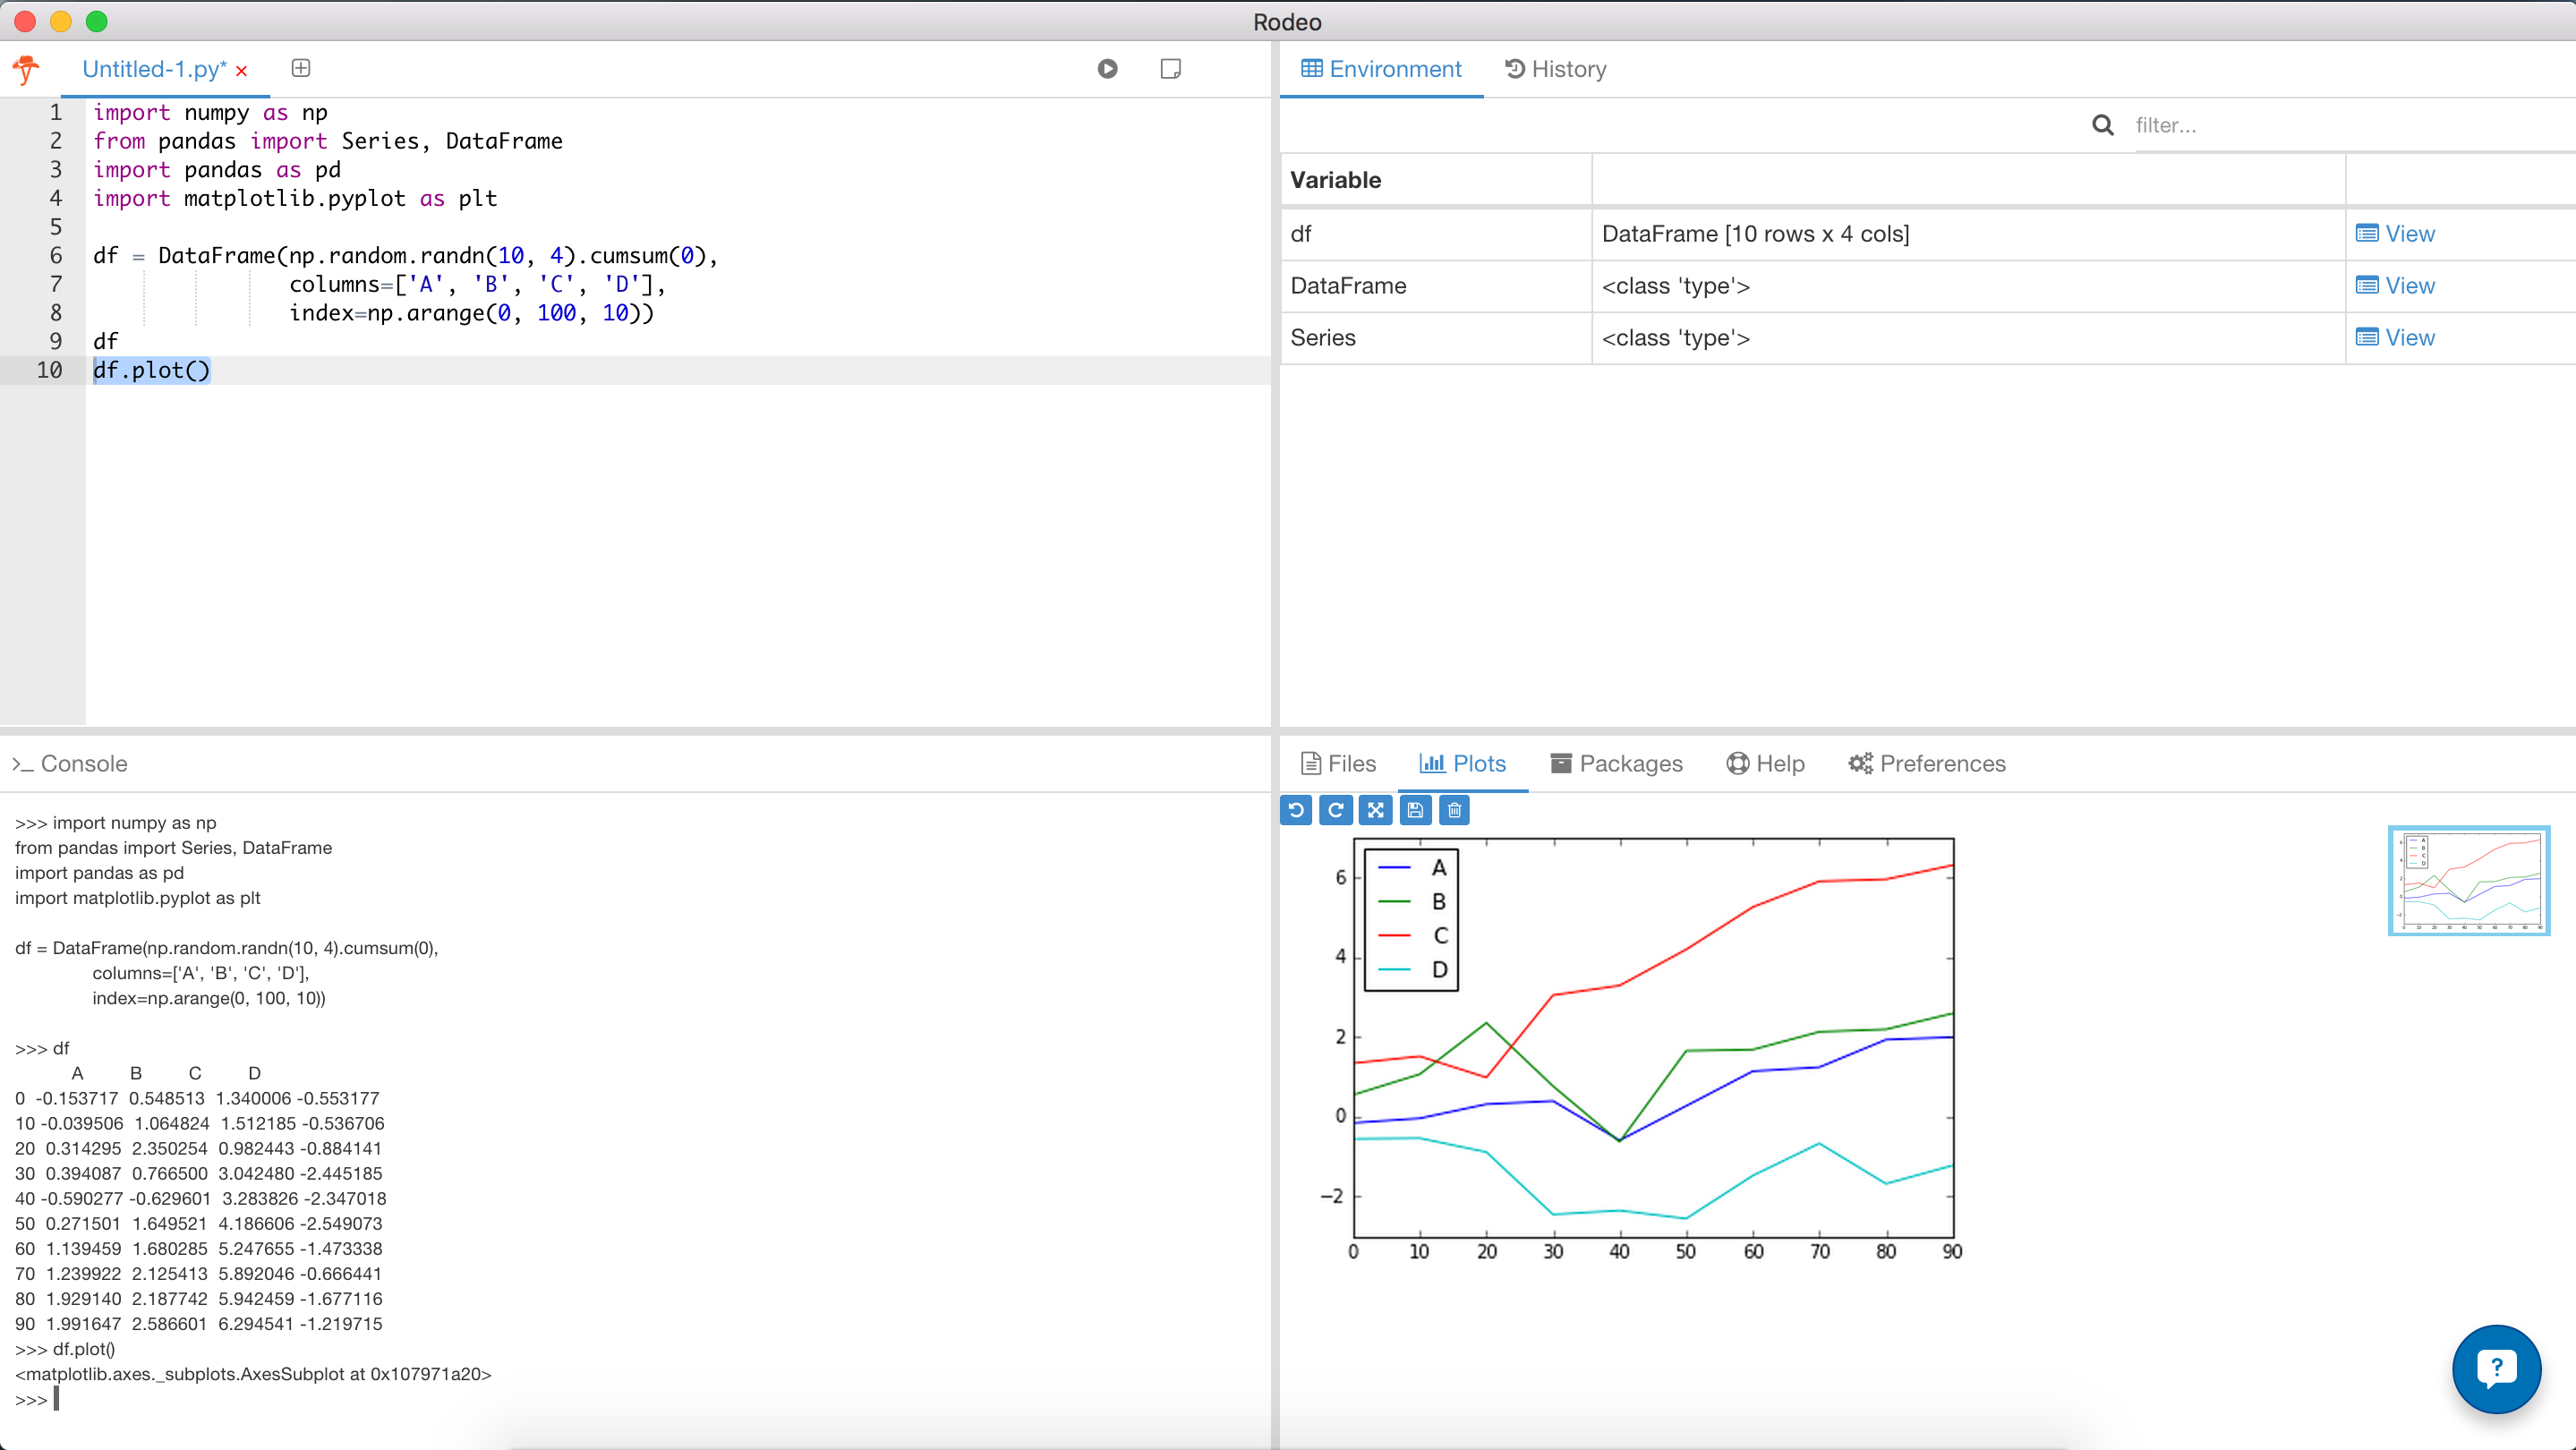 Rodeo
Untitled-1.py* ×
1 import numpy as np
2 from pandas import Series, DataFrame
3 import pandas as pd
4 import matplotlib.pyplot as plt
5
6 df = DataFrame(np.random.randn(10, 4).cumsum(0),
7 columns=['A', 'B', 'C', 'D'],
8 index=np.arange(0, 100, 10))
9 df
10 df.plot()
Environment History
filter...
Variable
df DataFrame [10 rows x 4 cols] View
DataFrame <class 'type'> View
Series <class 'type'> View
Console
>>> import numpy as np
from pandas import Series, DataFrame
import pandas as pd
import matplotlib.pyplot as plt
df = DataFrame(np.random.randn(10, 4).cumsum(0),
columns=['A', 'B', 'C', 'D'],
index=np.arange(0, 100, 10))
>>> df
A B C D
0 -0.153717 0.548513 1.340006 -0.553177
10 -0.039506 1.064824 1.512185 -0.536706
20 0.314295 2.350254 0.982443 -0.884141
30 0.394087 0.766500 3.042480 -2.445185
40 -0.590277 -0.629601 3.283826 -2.347018
50 0.271501 1.649521 4.186606 -2.549073
60 1.139459 1.680285 5.247655 -1.473338
70 1.239922 2.125413 5.892046 -0.666441
80 1.929140 2.187742 5.942459 -1.677116
90 1.991647 2.586601 6.294541 -1.219715
>>> df.plot()
<matplotlib.axes._subplots.AxesSubplot at 0x107971a20>
>>>
Files Plots Packages Help Preferences
A
B
C
D
6
4
2
0
−2
0 10 20 30 40 50 60 70 80 90
?